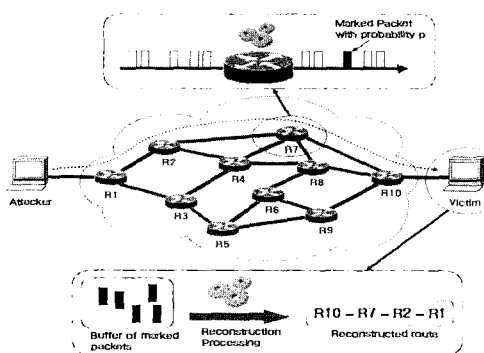 Marked Packet
with probability p
R7
R2
R4
R8
Attacker
R1
R10
R3
R6
Victim
R5
R9
R10 – R7 – R2 – R1
Buffer of marked
packets
Reconstruction
Processing
Reconstructed route